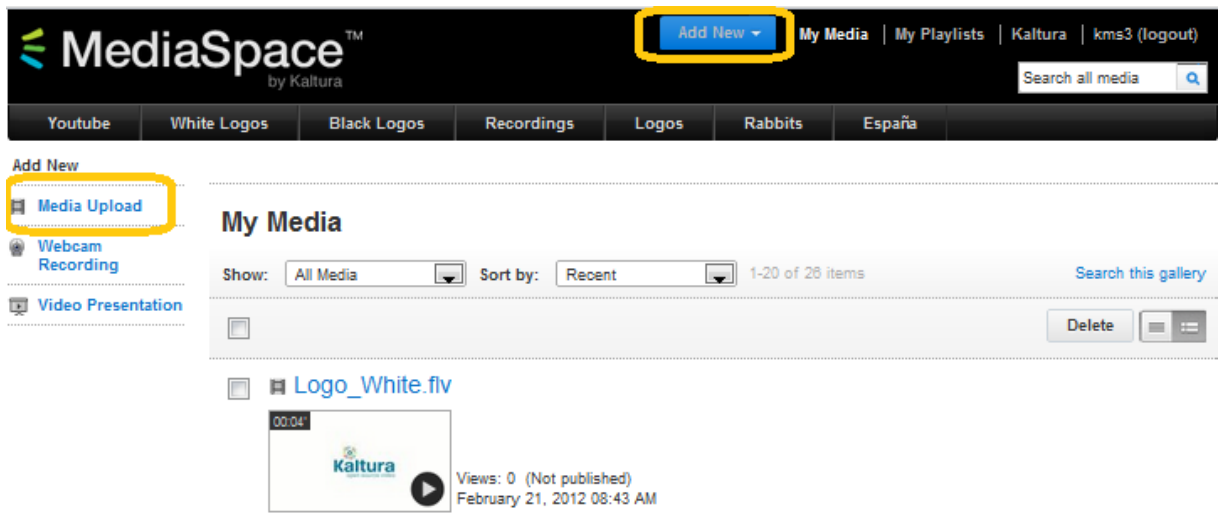 MediaSpace™
by Kaltura
Add New
My Media | My Playlists | Kaltura | kms3 (logout)
Search all media
Youtube White Logos Black Logos Recordings Logos Rabbits España
Add New
Media Upload
Webcam
Recording
Video Presentation
My Media
Show: All Media Sort by: Recent 1-20 of 26 items Search this gallery
Delete
Logo_White.flv
00:04"
Kaltura
Views: 0 (Not published)
February 21, 2012 08:43 AM